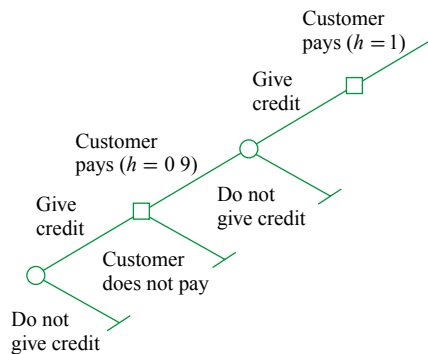 Customer
pays (h = 1)
Give
credit
Customer
pays (h = 0 9)
Do not
give credit
Give
credit
Customer
does not pay
Do not
give credit